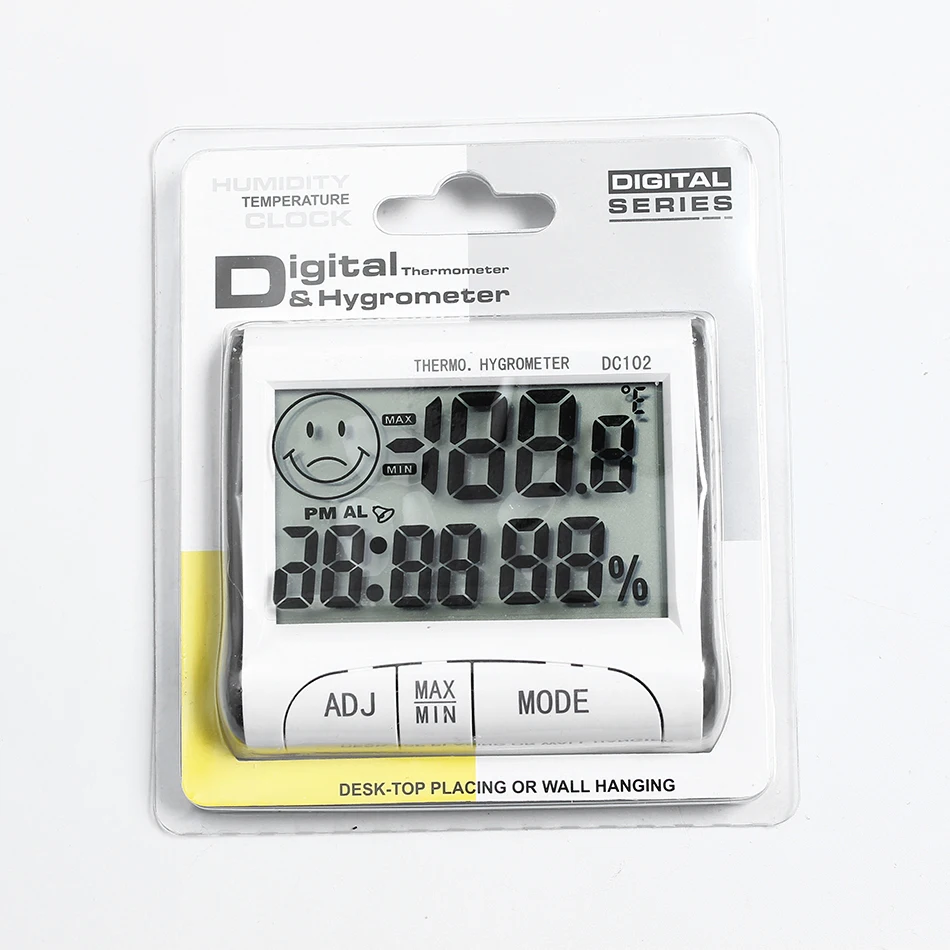 HUMIDITY
TEMPERATURE
CLOCK
DIGITAL
SERIES
Digital Thermometer
& Hygrometer
THERMO. HYGROMETER DC102
MAX
-188.8
MIN
PM AL
28:88 88%
ADJ
MAX
MIN
MODE
DESK-TOP PLACING OR WALL HANGING